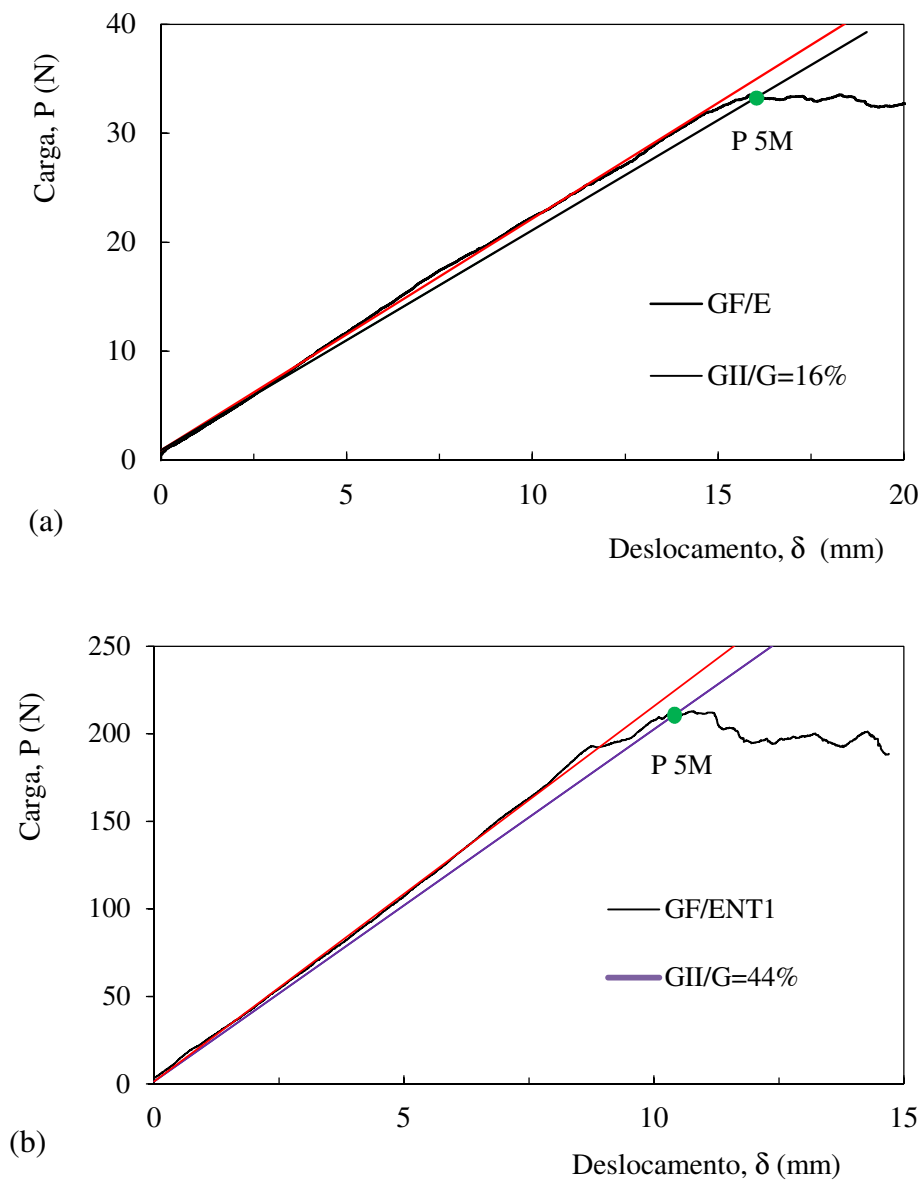 40
30
20
10
0
Carga, P (N)
P 5M
GF/E
GII/G=16%
0 5 10 15 20
(a)
Deslocamento, δ (mm)
250
200
150
100
50
0
Carga, P (N)
P 5M
GF/ENT1
GII/G=44%
0 5 10 15
(b)
Deslocamento, δ (mm)